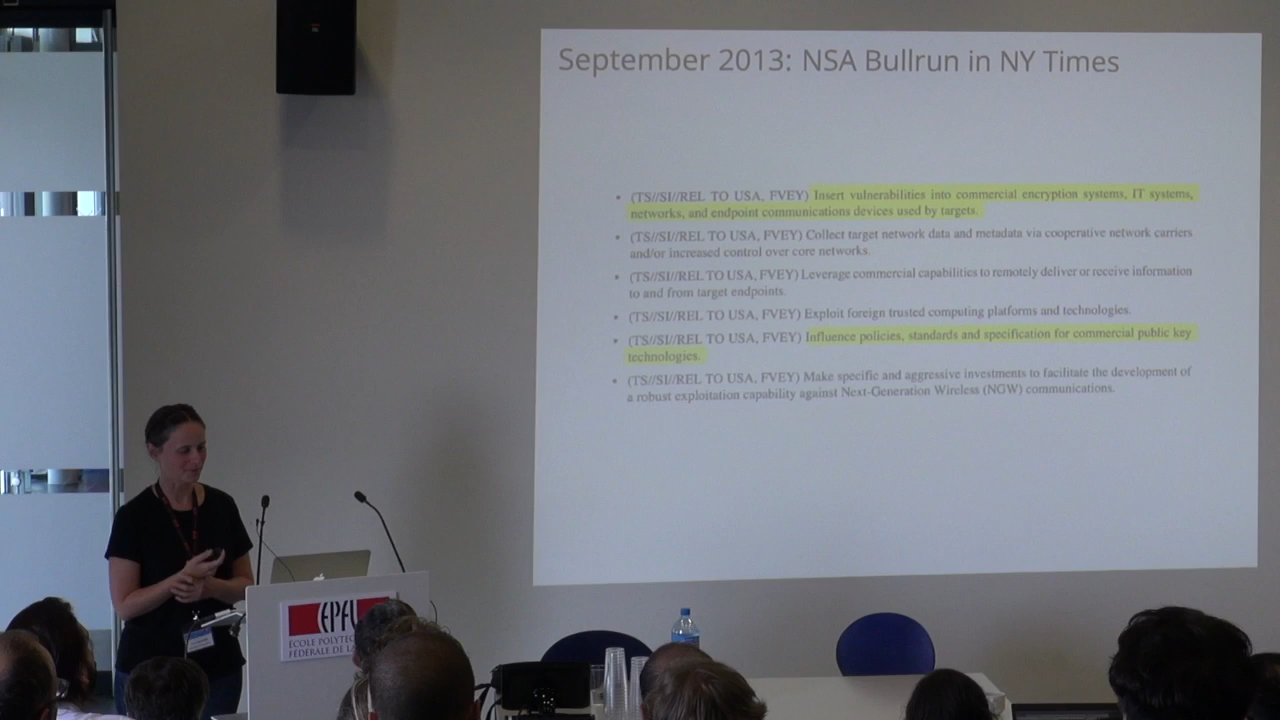 September 2013: NSA Bullrun in NY Times
• (TS//SI//REL TO USA, FVEY) Insert vulnerabilities into commercial encryption systems, IT systems,
networks, and endpoint communications devices used by targets.
• (TS//SI//REL TO USA, FVEY) Collect target network data and metadata via cooperative network carriers
and/or increased control over core networks.
• (TS//SI//REL TO USA, FVEY) Leverage commercial capabilities to remotely deliver or receive information
to and from target endpoints.
• (TS//SI//REL TO USA, FVEY) Exploit foreign trusted computing platforms and technologies.
• (TS//SI//REL TO USA, FVEY) Influence policies, standards and specification for commercial public key
technologies.
• (TS//SI//REL TO USA, FVEY) Make specific and aggressive investments to facilitate the development of
a robust exploitation capability against Next-Generation Wireless (NGW) communications.
EPFL
ÉCOLE POLYTEC
FÉDÉRALE DE LA